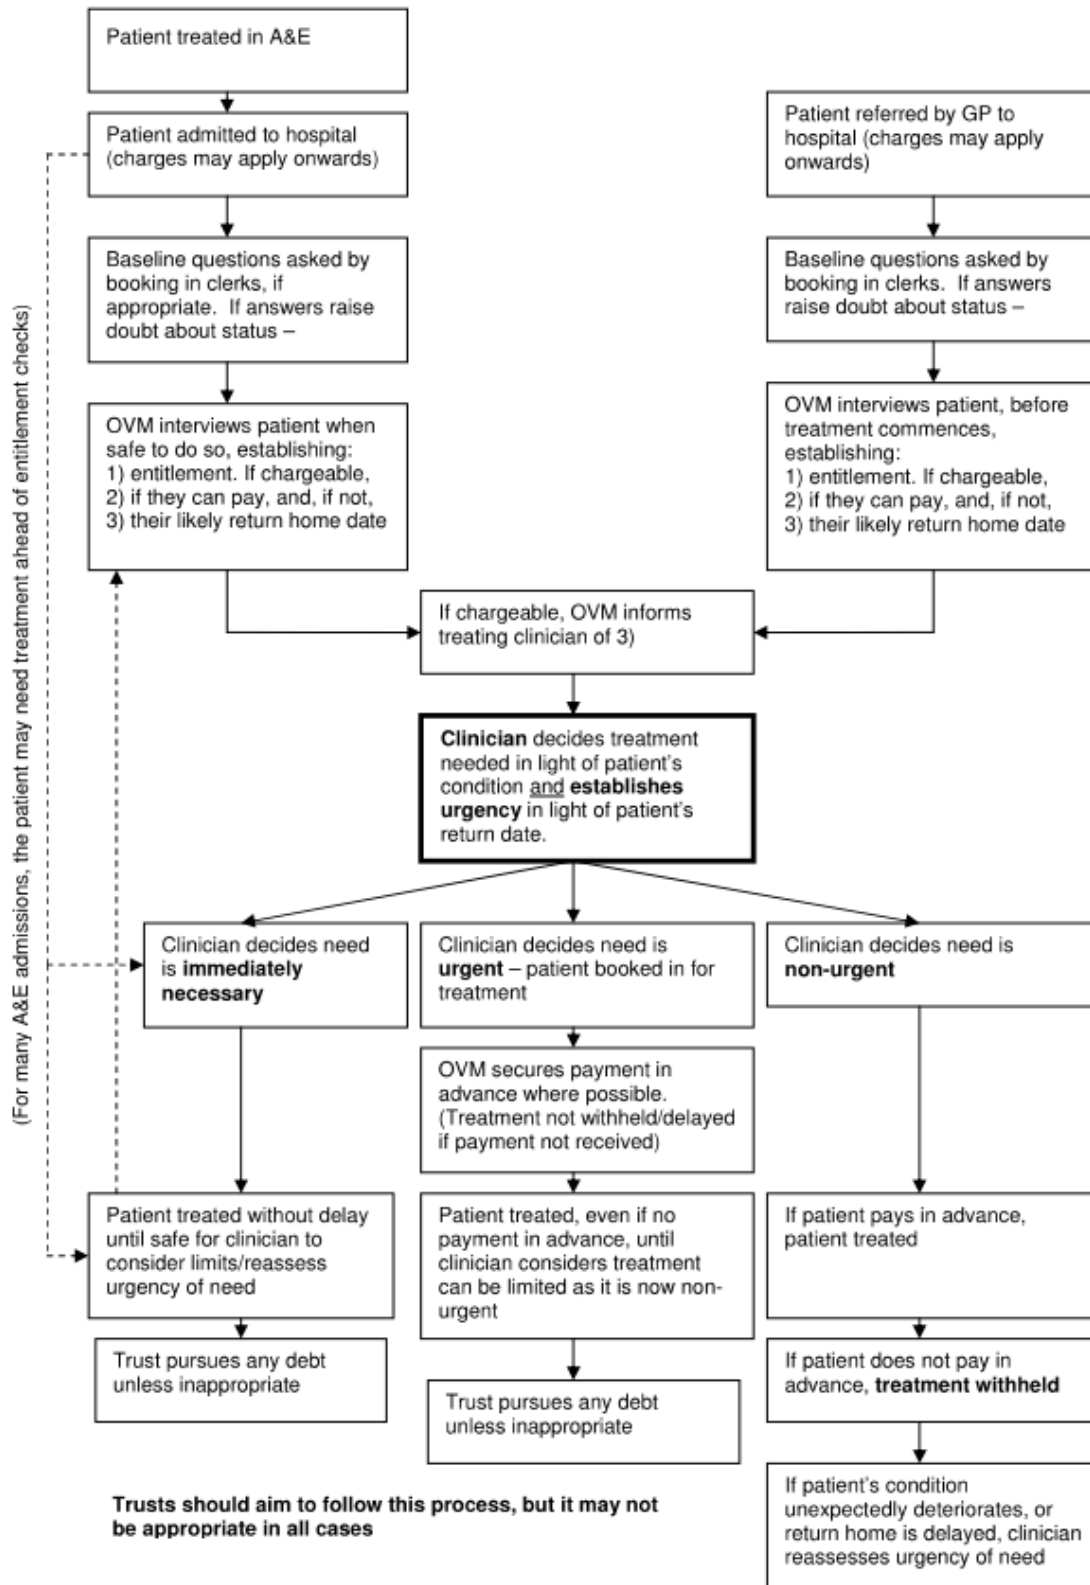 Patient treated in A&E
Patient admitted to hospital
(charges may apply onwards)
Patient referred by GP to
hospital (charges may apply
onwards)
Baseline questions asked by
booking in clerks, if
appropriate.  If answers raise
doubt about status –
Baseline questions asked by
booking in clerks.  If answers
raise doubt about status –
OVM interviews patient when
safe to do so, establishing:
1) entitlement. If chargeable,
2) if they can pay, and, if not,
3) their likely return home date
OVM interviews patient, before
treatment commences,
establishing:
1) entitlement. If chargeable,
2) if they can pay, and, if not,
3) their likely return home date
(For many A&E admissions, the patient may need treatment ahead of entitlement checks)
If chargeable, OVM informs
treating clinician of 3)
Clinician decides treatment
needed in light of patient's
condition and establishes
urgency in light of patient's
return date.
Clinician decides need
is immediately
necessary
Clinician decides need is
urgent – patient booked in for
treatment
Clinician decides need is
non-urgent
OVM secures payment in
advance where possible.
(Treatment not withheld/delayed
if payment not received)
Patient treated without delay
until safe for clinician to
consider limits/reassess
urgency of need
Patient treated, even if no
payment in advance, until
clinician considers treatment
can be limited as it is now non-
urgent
If patient pays in advance,
patient treated
Trust pursues any debt
unless inappropriate
Trust pursues any debt
unless inappropriate
If patient does not pay in
advance, treatment withheld
If patient's condition
unexpectedly deteriorates, or
return home is delayed, clinician
reassesses urgency of need
Trusts should aim to follow this process, but it may not
be appropriate in all cases